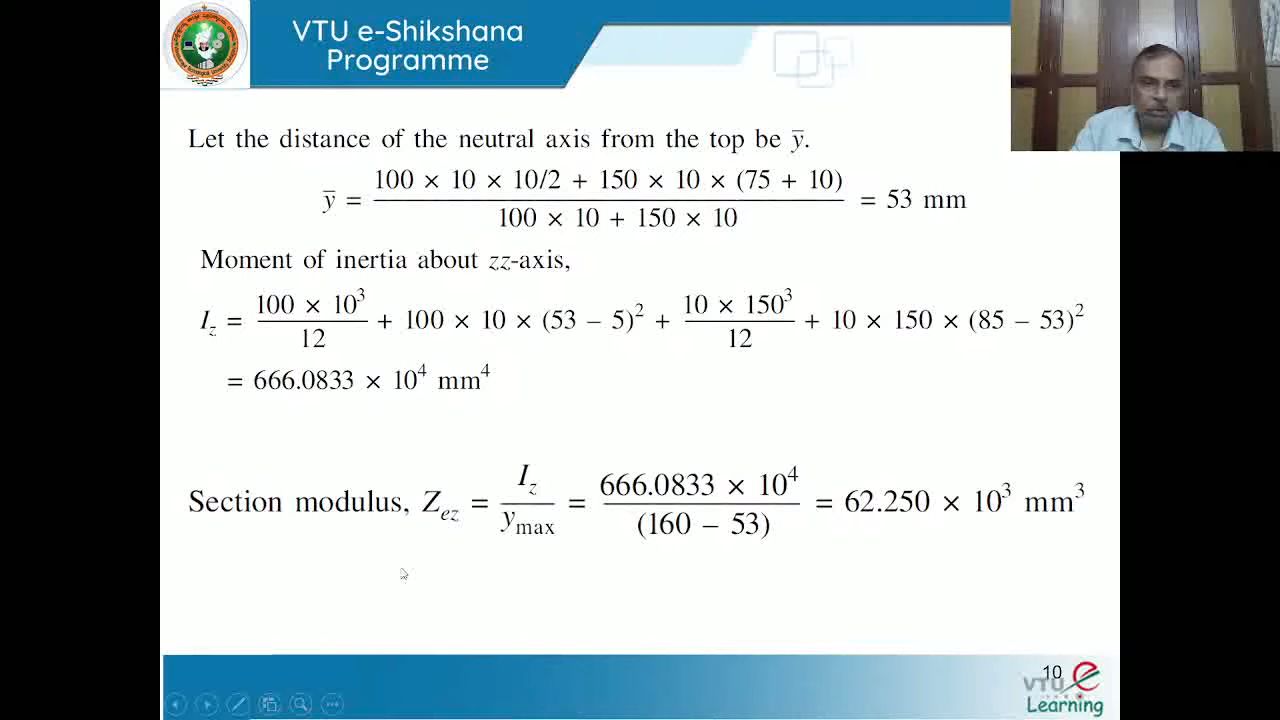 VTU e-Shikshana
Programme
Let the distance of the neutral axis from the top be y̅.
y̅ = (100 × 10 × 10/2 + 150 × 10 × (75 + 10)) / (100 × 10 + 150 × 10) = 53 mm
Moment of inertia about zz-axis,
I_z = 100 × 10³/12 + 100 × 10 × (53 – 5)² + 10 × 150³/12 + 10 × 150 × (85 – 53)²
= 666.0833 × 10⁴ mm⁴
Section modulus, Z_ez = I_z/y_max = 666.0833 × 10⁴/(160 – 53) = 62.250 × 10³ mm³
10
VTU e
Learning